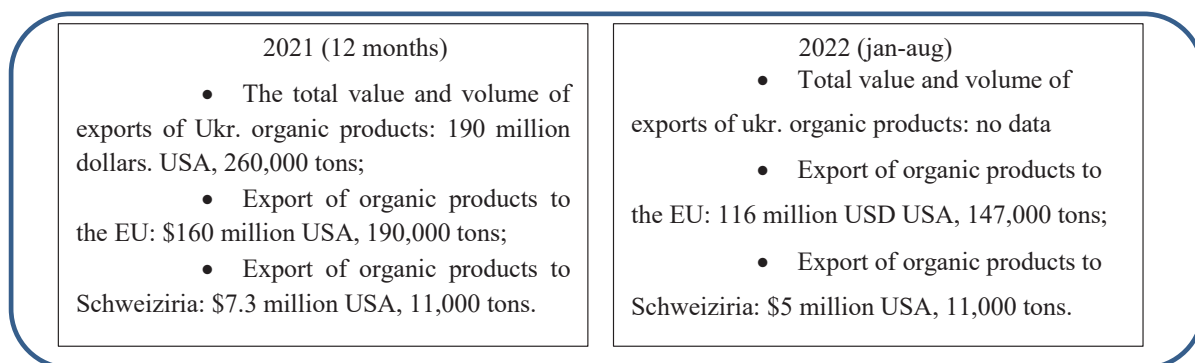 2021 (12 months)
• The total value and volume of
exports of Ukr. organic products: 190 million
dollars. USA, 260,000 tons;
• Export of organic products to
the EU: $160 million USA, 190,000 tons;
• Export of organic products to
Schweiziria: $7.3 million USA, 11,000 tons.
2022 (jan-aug)
• Total value and volume of
exports of ukr. organic products: no data
• Export of organic products to
the EU: 116 million USD USA, 147,000 tons;
• Export of organic products to
Schweiziria: $5 million USA, 11,000 tons.